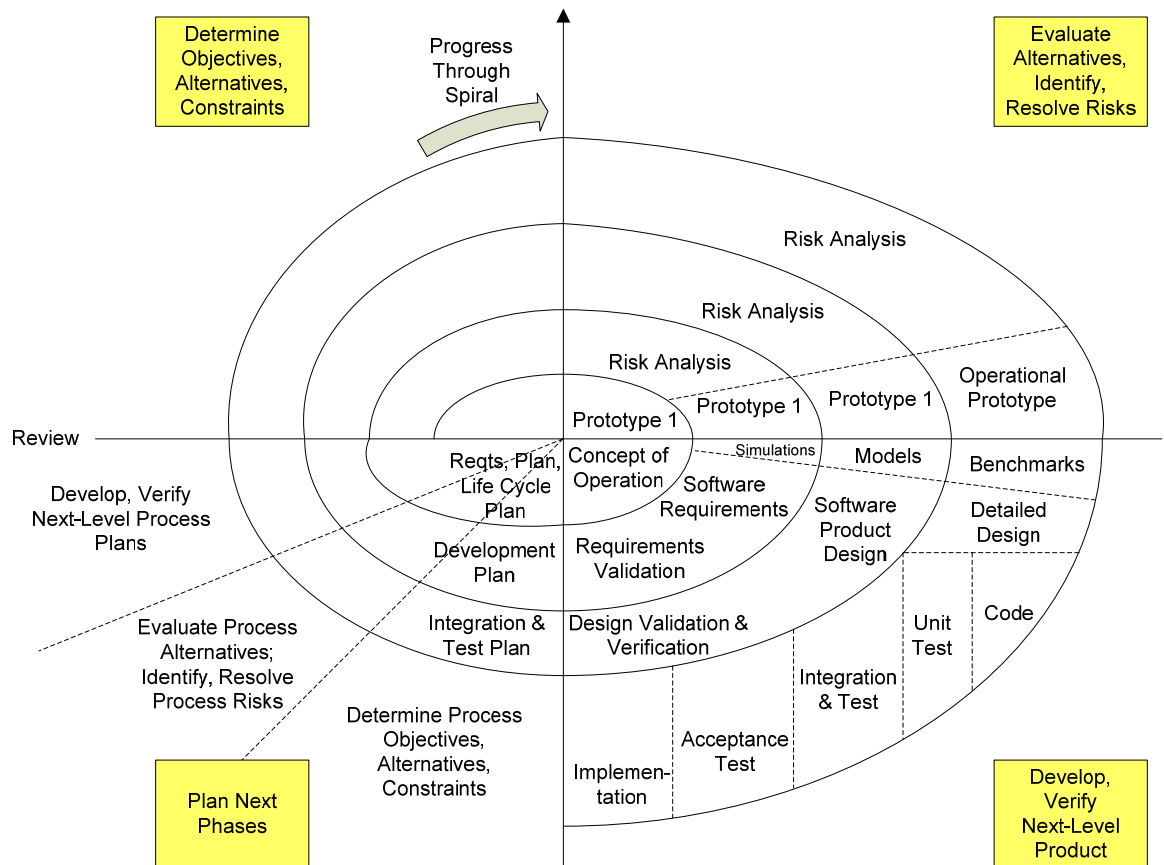 Determine
Objectives,
Alternatives,
Constraints
Progress
Through
Spiral
Evaluate
Alternatives,
Identify,
Resolve Risks
Risk Analysis
Risk Analysis
Risk Analysis
Operational
Prototype
Prototype 1
Prototype 1
Prototype 1
Review
Reqts, Plan,
Life Cycle
Plan
Concept of
Operation
Simulations
Models
Benchmarks
Develop, Verify
Next-Level Process
Plans
Software
Requirements
Software
Product
Design
Detailed
Design
Development
Plan
Requirements
Validation
Code
Unit
Test
Integration &
Test Plan
Design Validation &
Verification
Evaluate Process
Alternatives;
Identify, Resolve
Process Risks
Integration
& Test
Determine Process
Objectives,
Alternatives,
Constraints
Acceptance
Test
Implemen-
tation
Plan Next
Phases
Develop,
Verify
Next-Level
Product